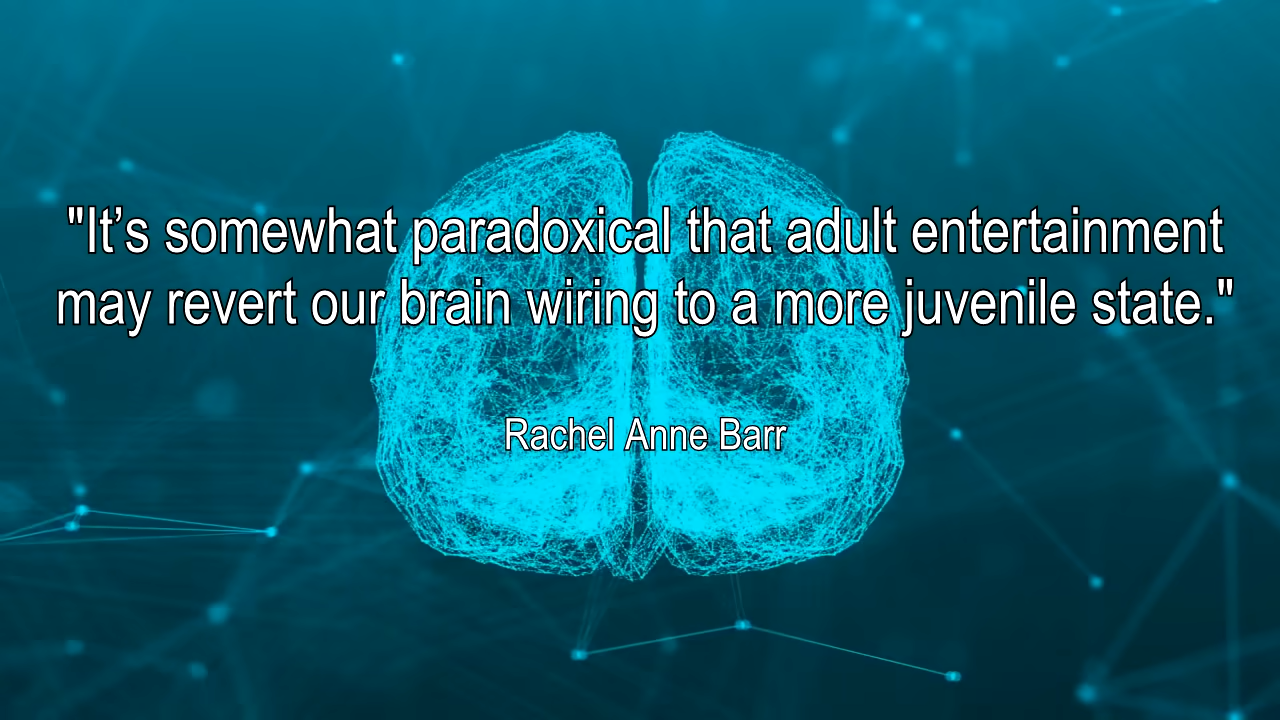 "It’s somewhat paradoxical that adult entertainment
may revert our brain wiring to a more juvenile state."
Rachel Anne Barr